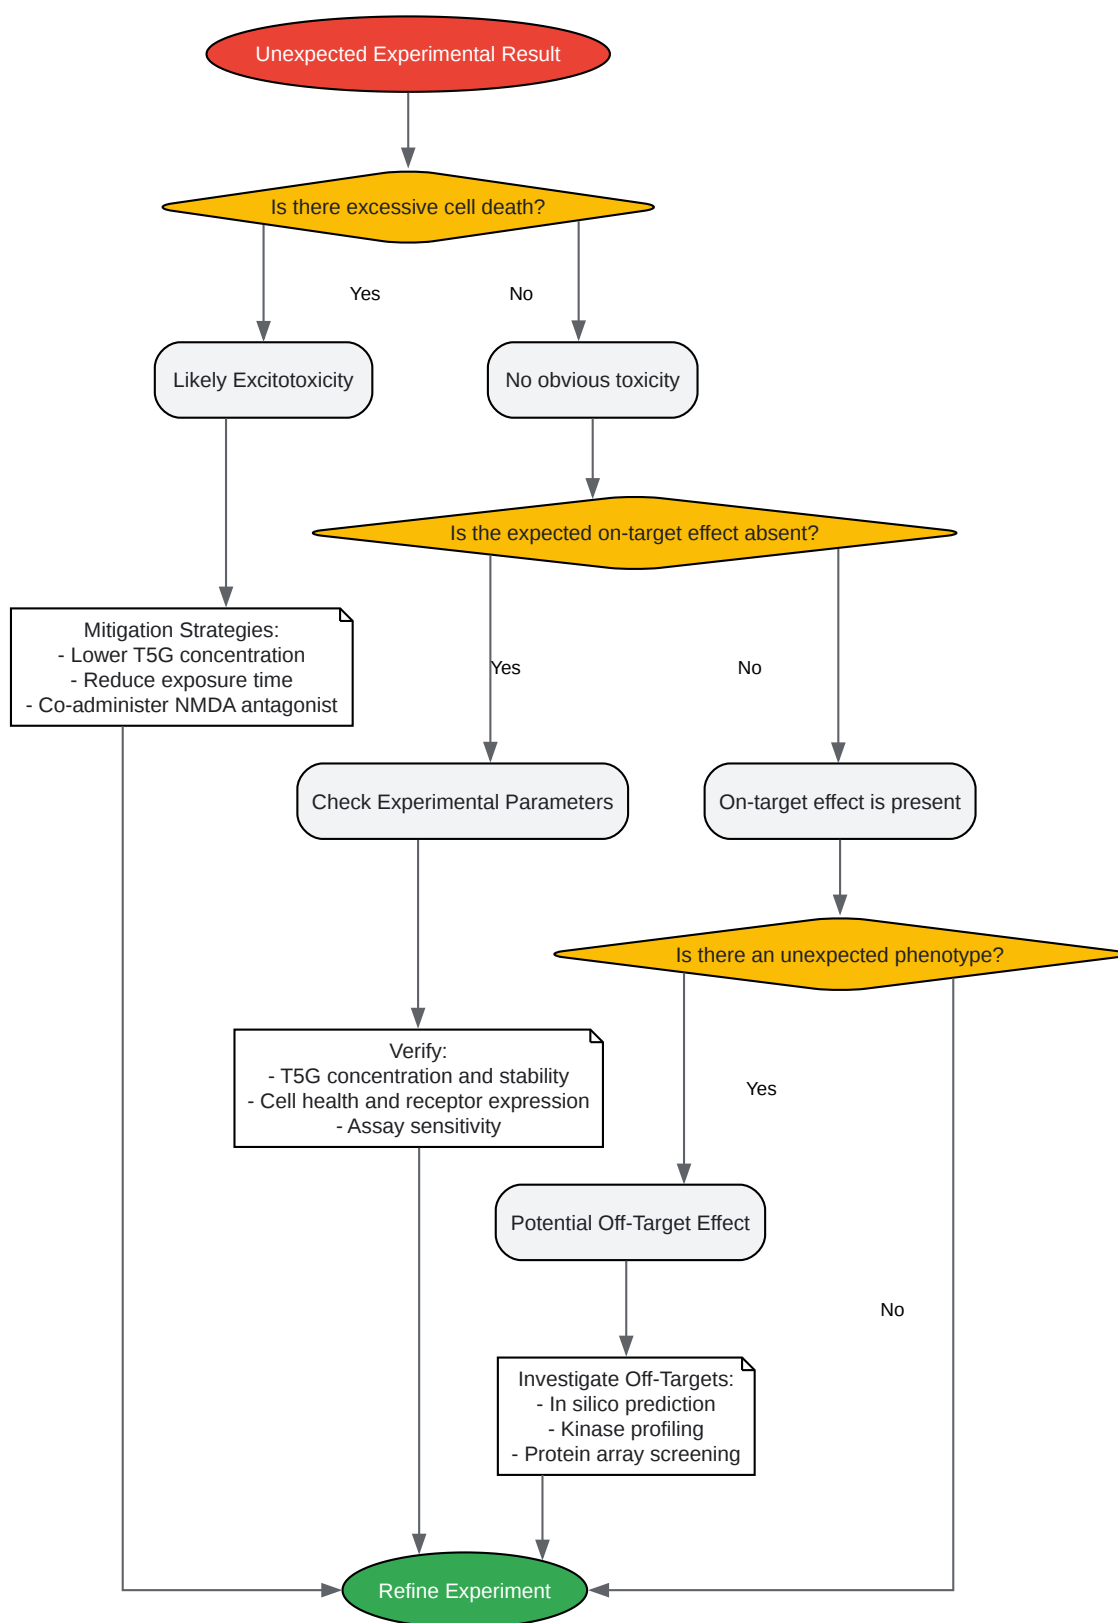 Unexpected Experimental Result
Is there excessive cell death?
Yes
No
Likely Excitotoxicity
No obvious toxicity
Is the expected on-target effect absent?
Mitigation Strategies:
- Lower T5G concentration
- Reduce exposure time
- Co-administer NMDA antagonist
Yes
No
Check Experimental Parameters
On-target effect is present
Is there an unexpected phenotype?
Verify:
- T5G concentration and stability
- Cell health and receptor expression
- Assay sensitivity
Yes
Potential Off-Target Effect
No
Investigate Off-Targets:
- In silico prediction
- Kinase profiling
- Protein array screening
Refine Experiment